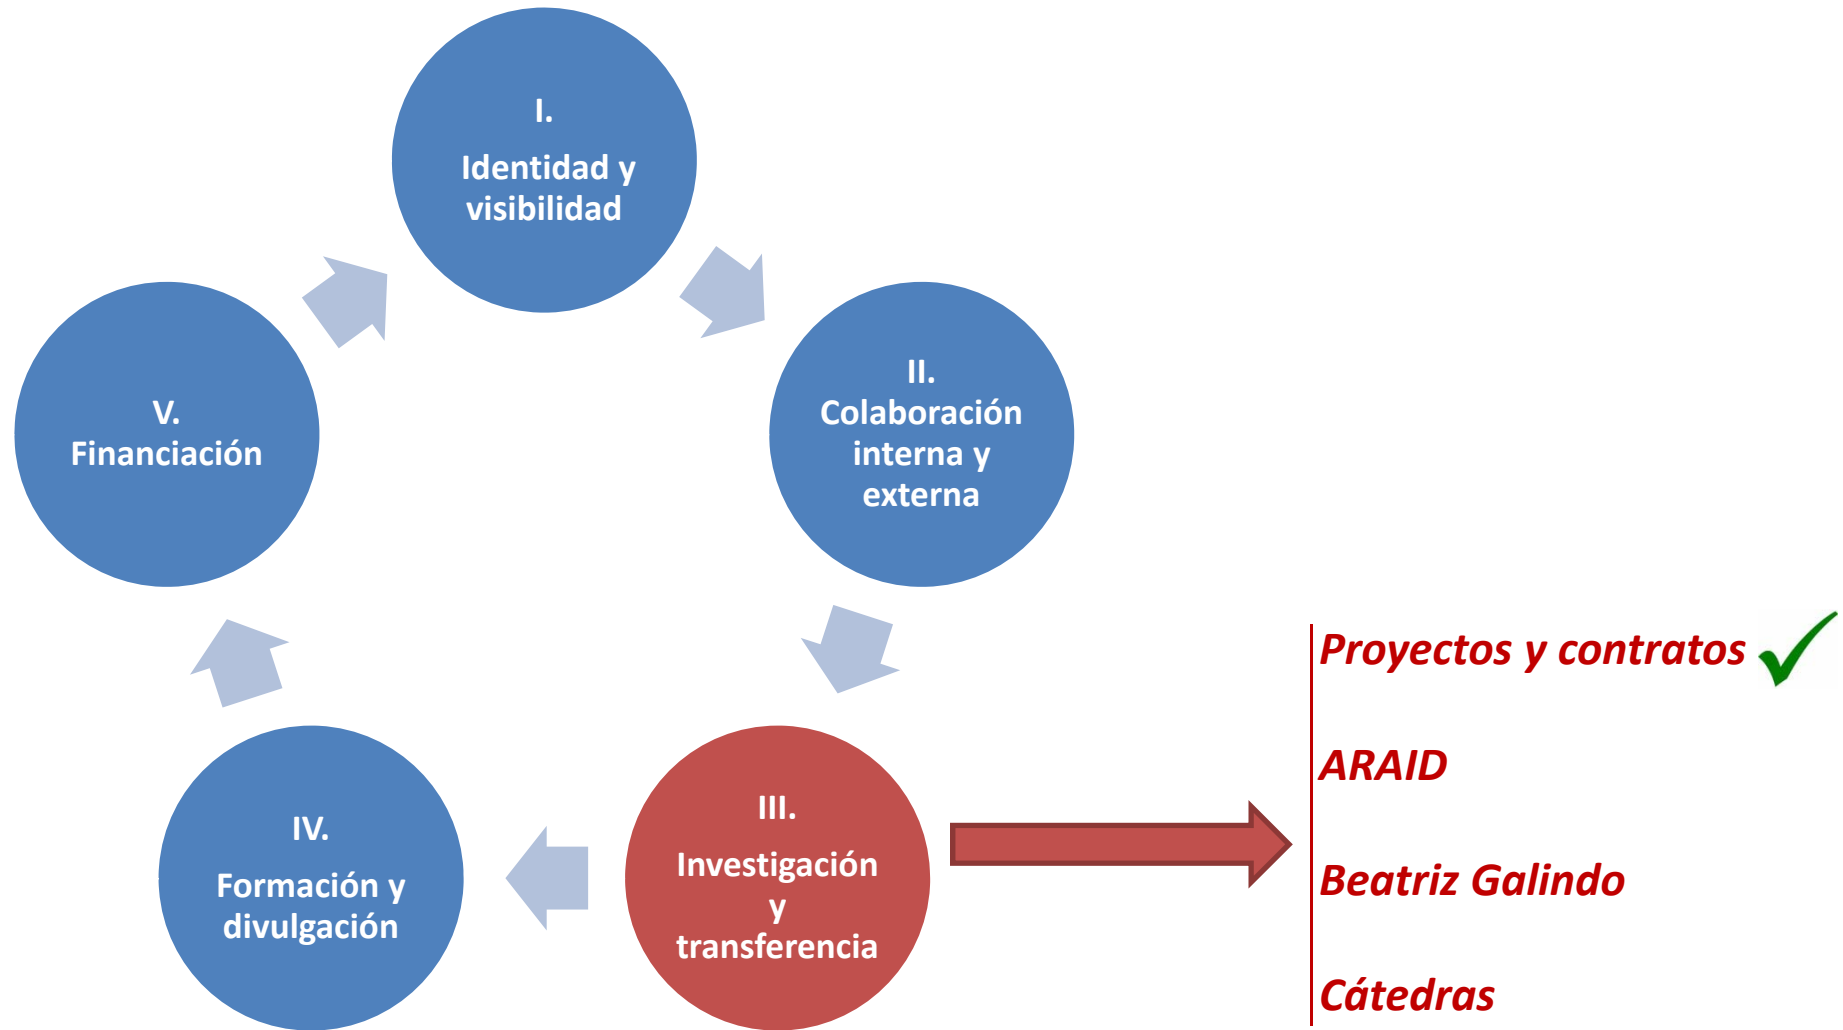 I.
Identidad y
visibilidad
II.
Colaboración
interna y
externa
III.
Investigación
y
transferencia
IV.
Formación y
divulgación
V.
Financiación
Proyectos y contratos
ARAID
Beatriz Galindo
Cátedras